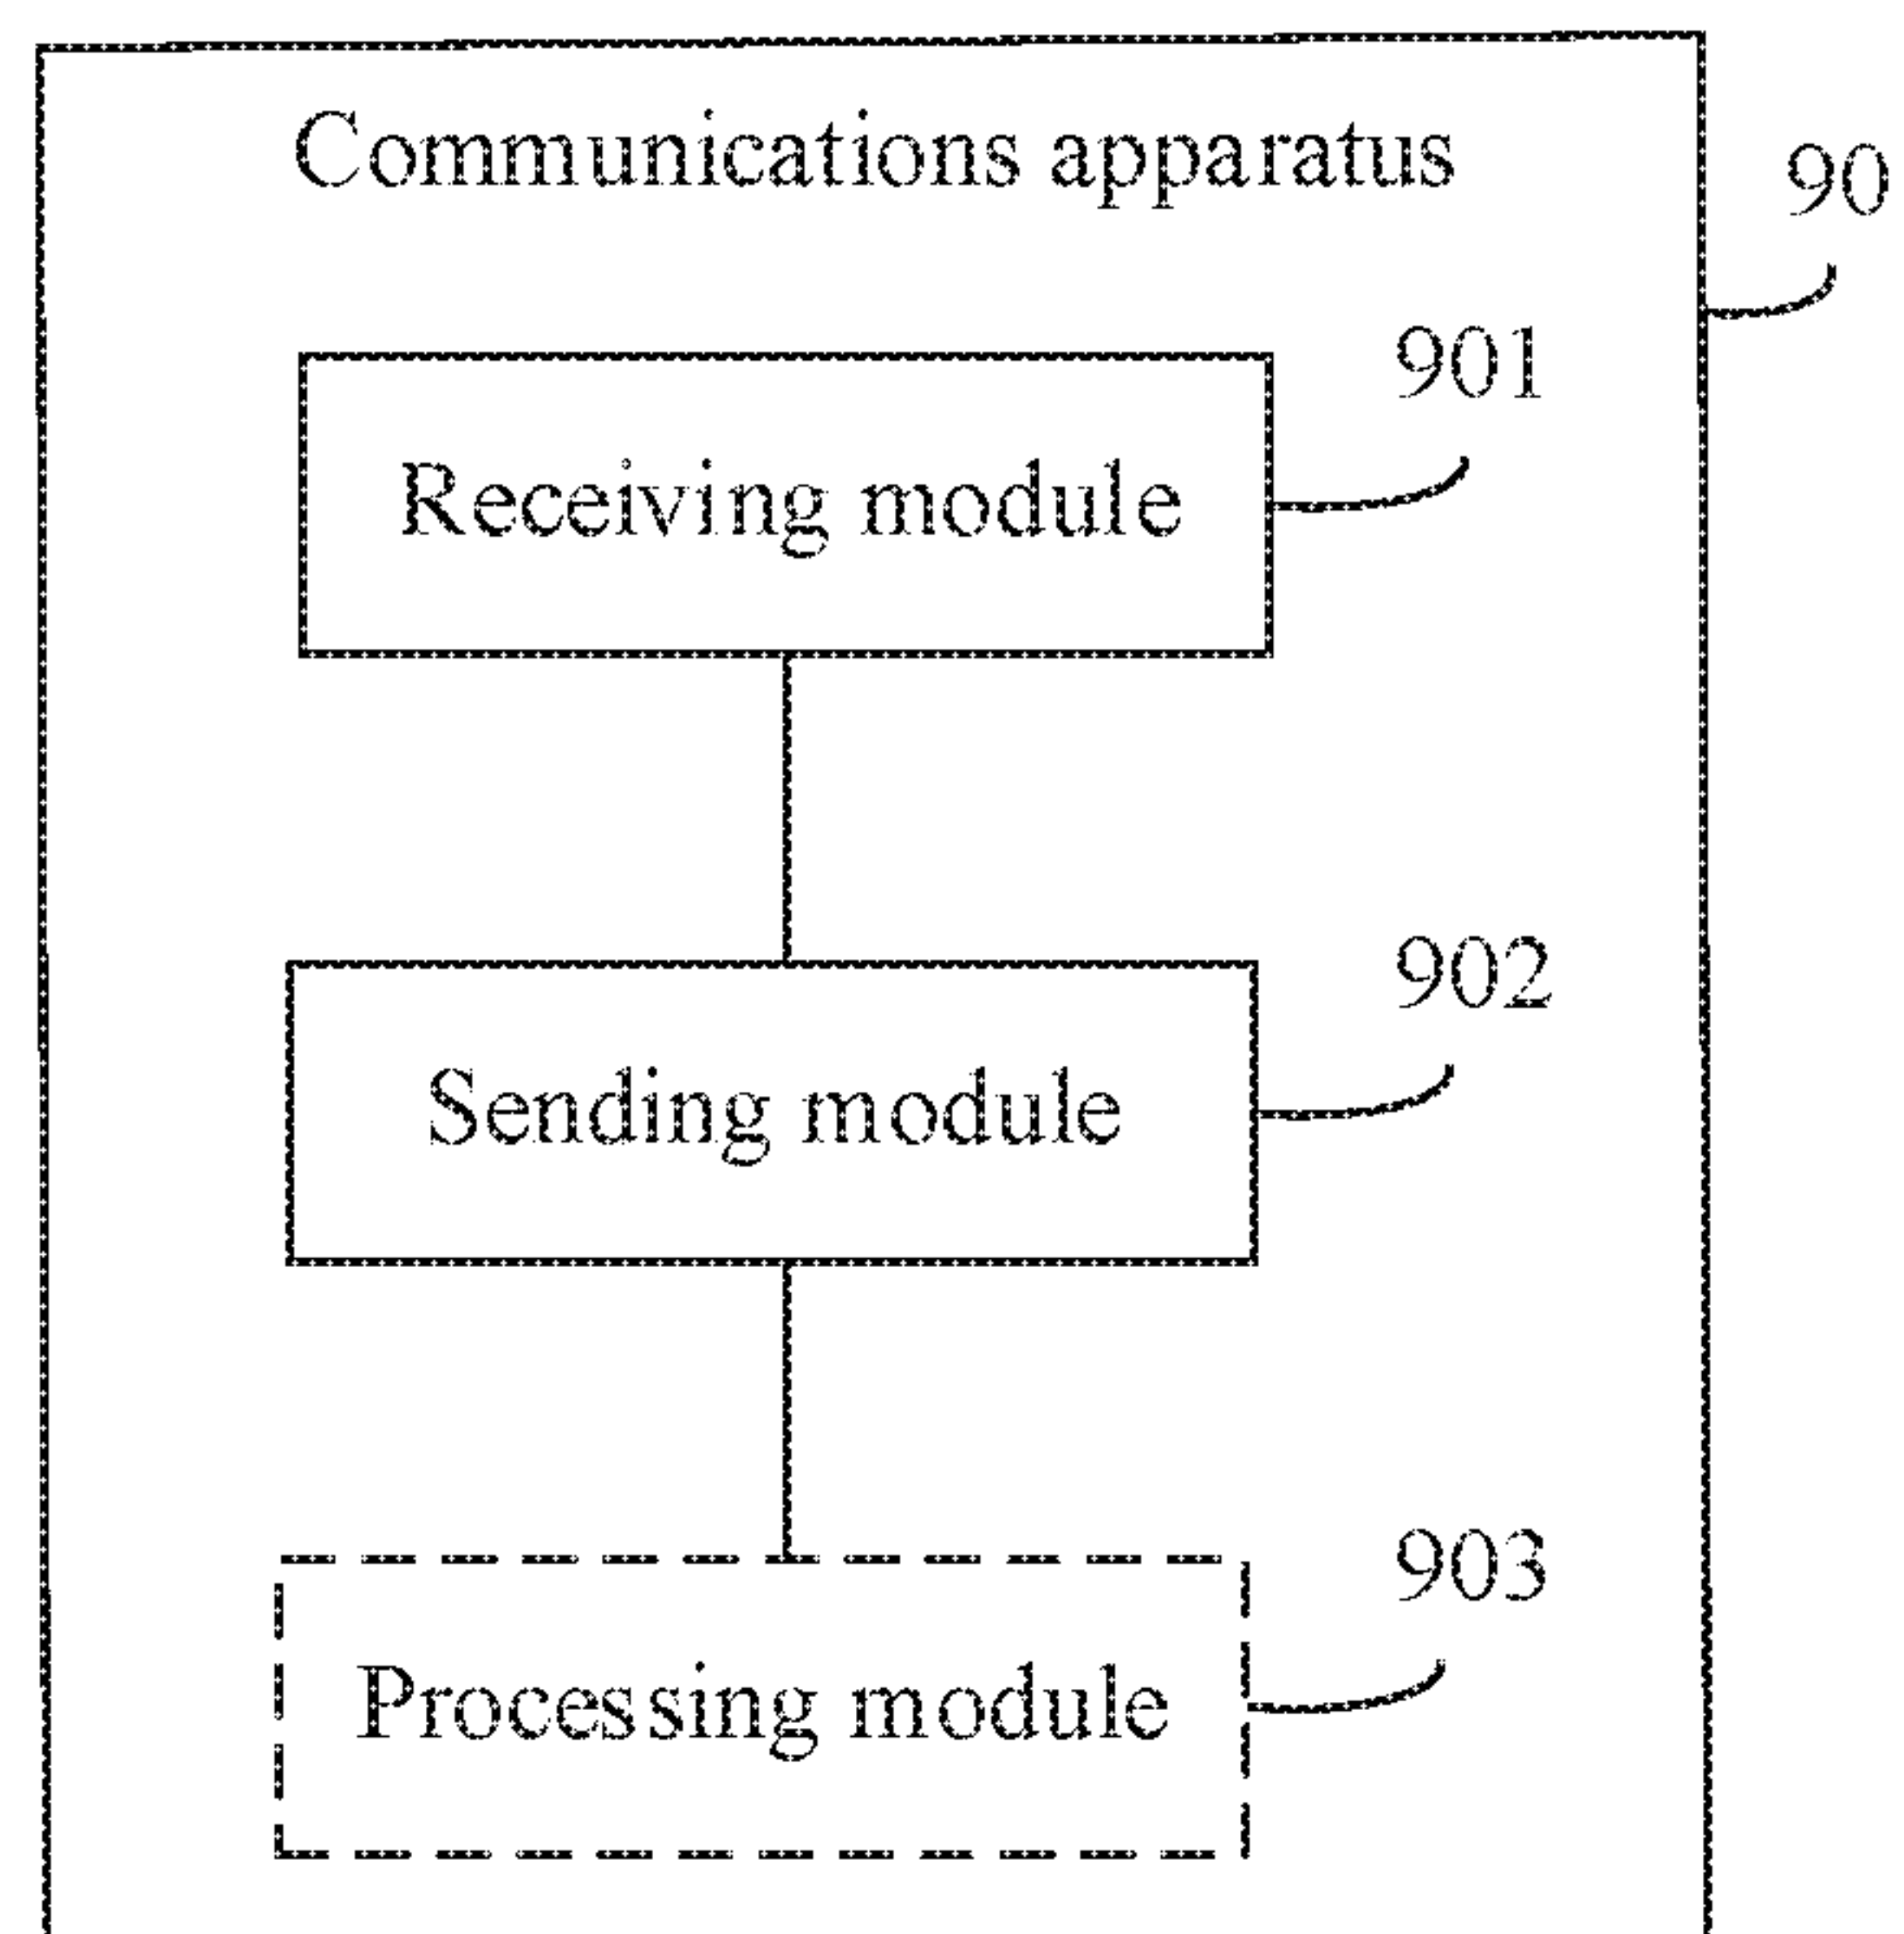 Communications apparatus
90
901
Receiving module
902
Sending module
903
Processing module